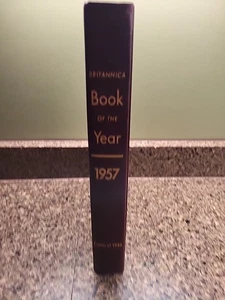 BRITANNICA
Book
OF THE
Year
1957